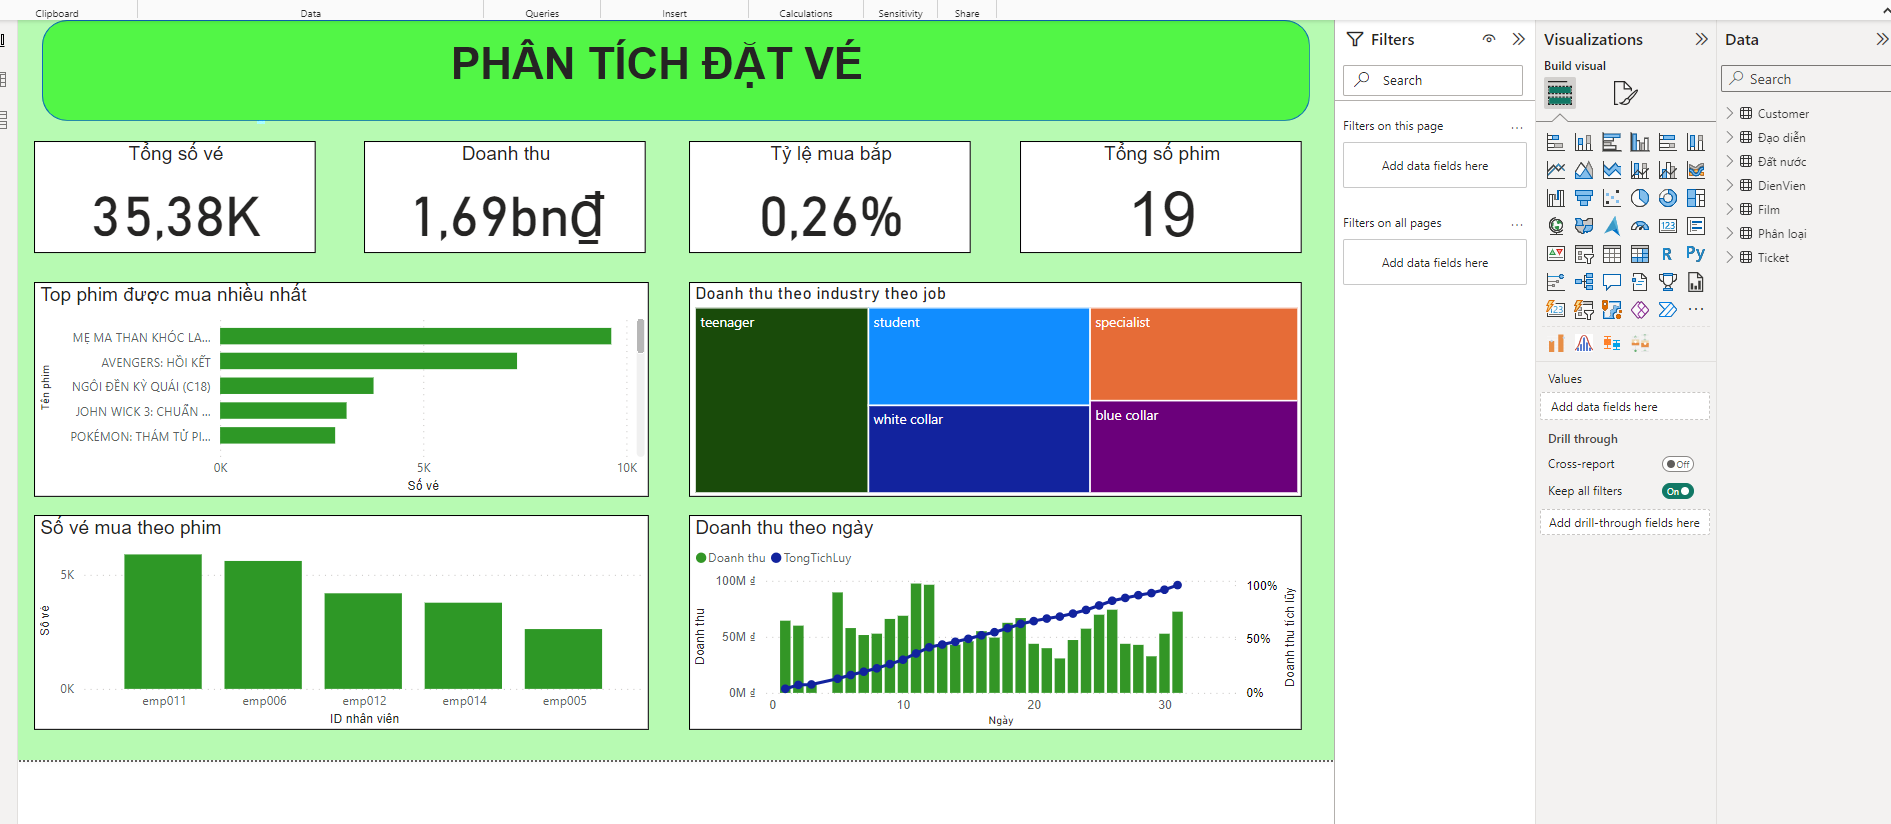 Clipboard
Data
Queries
Insert
Calculations
Sensitivity
Share
PHÂN TÍCH ĐẶT VÉ
Tổng số vé
35,38K
Doanh thu
1,69bn₫
Tỷ lệ mua bắp
0,26%
Tổng số phim
19
Top phim được mua nhiều nhất
Tên phim
MẸ MA THAN KHÓC LA...
AVENGERS: HỒI KẾT
NGÔI ĐỀN KỲ QUÁI (C18)
JOHN WICK 3: CHUẨN ...
POKÉMON: THÁM TỬ PI...
0K
5K
10K
Số vé
Doanh thu theo industry theo job
teenager
student
specialist
white collar
blue collar
Số vé mua theo phim
Số vé
5K
0K
emp011
emp006
emp012
emp014
emp005
ID nhân viên
Doanh thu theo ngày
Doanh thu
TongTichLuy
Doanh thu
100M ₫
50M ₫
0M ₫
0
10
20
30
Ngày
100%
50%
0%
Doanh thu tích lũy
Filters
Search
Filters on this page
...
Add data fields here
Filters on all pages
...
Add data fields here
Visualizations
Build visual
123
R
Py
123
...
Values
Add data fields here
Drill through
Cross-report
Off
Keep all filters
On
Add drill-through fields here
Data
Search
Customer
Đạo diễn
Đất nước
DienVien
Film
Phân loại
Ticket